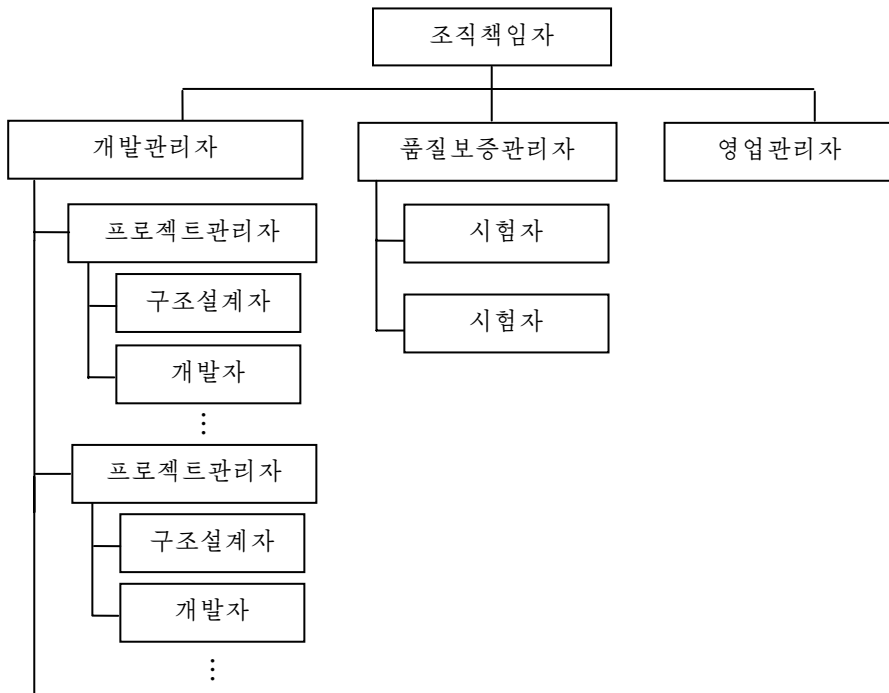 조직책임자
개발관리자
품질보증관리자
영업관리자
프로젝트관리자
시험자
구조설계자
시험자
개발자
⋮
프로젝트관리자
구조설계자
개발자
⋮